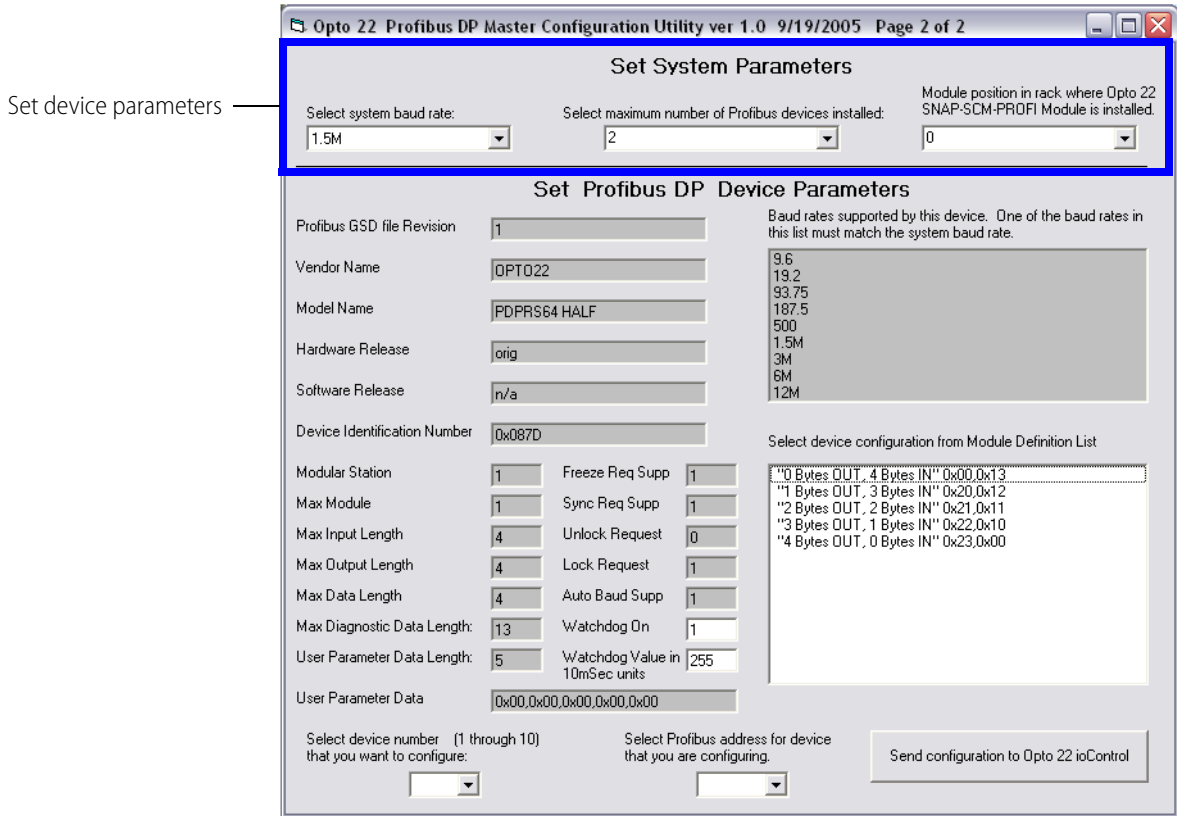 Opto 22 Profibus DP Master Configuration Utility ver 1.0 9/19/2005 Page 2 of 2
Set device parameters
Set System Parameters
Select system baud rate:
1.5M
Select maximum number of Profibus devices installed:
2
Module position in rack where Opto 22
SNAP-SCM-PROFI Module is installed.
0
Set Profibus DP Device Parameters
Profibus GSD file Revision
1
Vendor Name
OPTO22
Model Name
PDPRS64 HALF
Hardware Release
orig
Software Release
n/a
Device Identification Number
0x087D
Modular Station
1
Freeze Req Supp
1
Max Module
1
Sync Req Supp
1
Max Input Length
4
Unlock Request
0
Max Output Length
4
Lock Request
1
Max Data Length
4
Auto Baud Supp
1
Max Diagnostic Data Length:
13
Watchdog On
1
User Parameter Data Length:
5
Watchdog Value in
10mSec units
255
User Parameter Data
0x00,0x00,0x00,0x00,0x00
Baud rates supported by this device. One of the baud rates in
this list must match the system baud rate.
9.6
19.2
93.75
187.5
500
1.5M
3M
6M
12M
Select device configuration from Module Definition List
"0 Bytes OUT, 4 Bytes IN" 0x00,0x13
"1 Bytes OUT, 3 Bytes IN" 0x20,0x12
"2 Bytes OUT, 2 Bytes IN" 0x21,0x11
"3 Bytes OUT, 1 Bytes IN" 0x22,0x10
"4 Bytes OUT, 0 Bytes IN" 0x23,0x00
Select device number (1 through 10)
that you want to configure:
Select Profibus address for device
that you are configuring.
Send configuration to Opto 22 ioControl